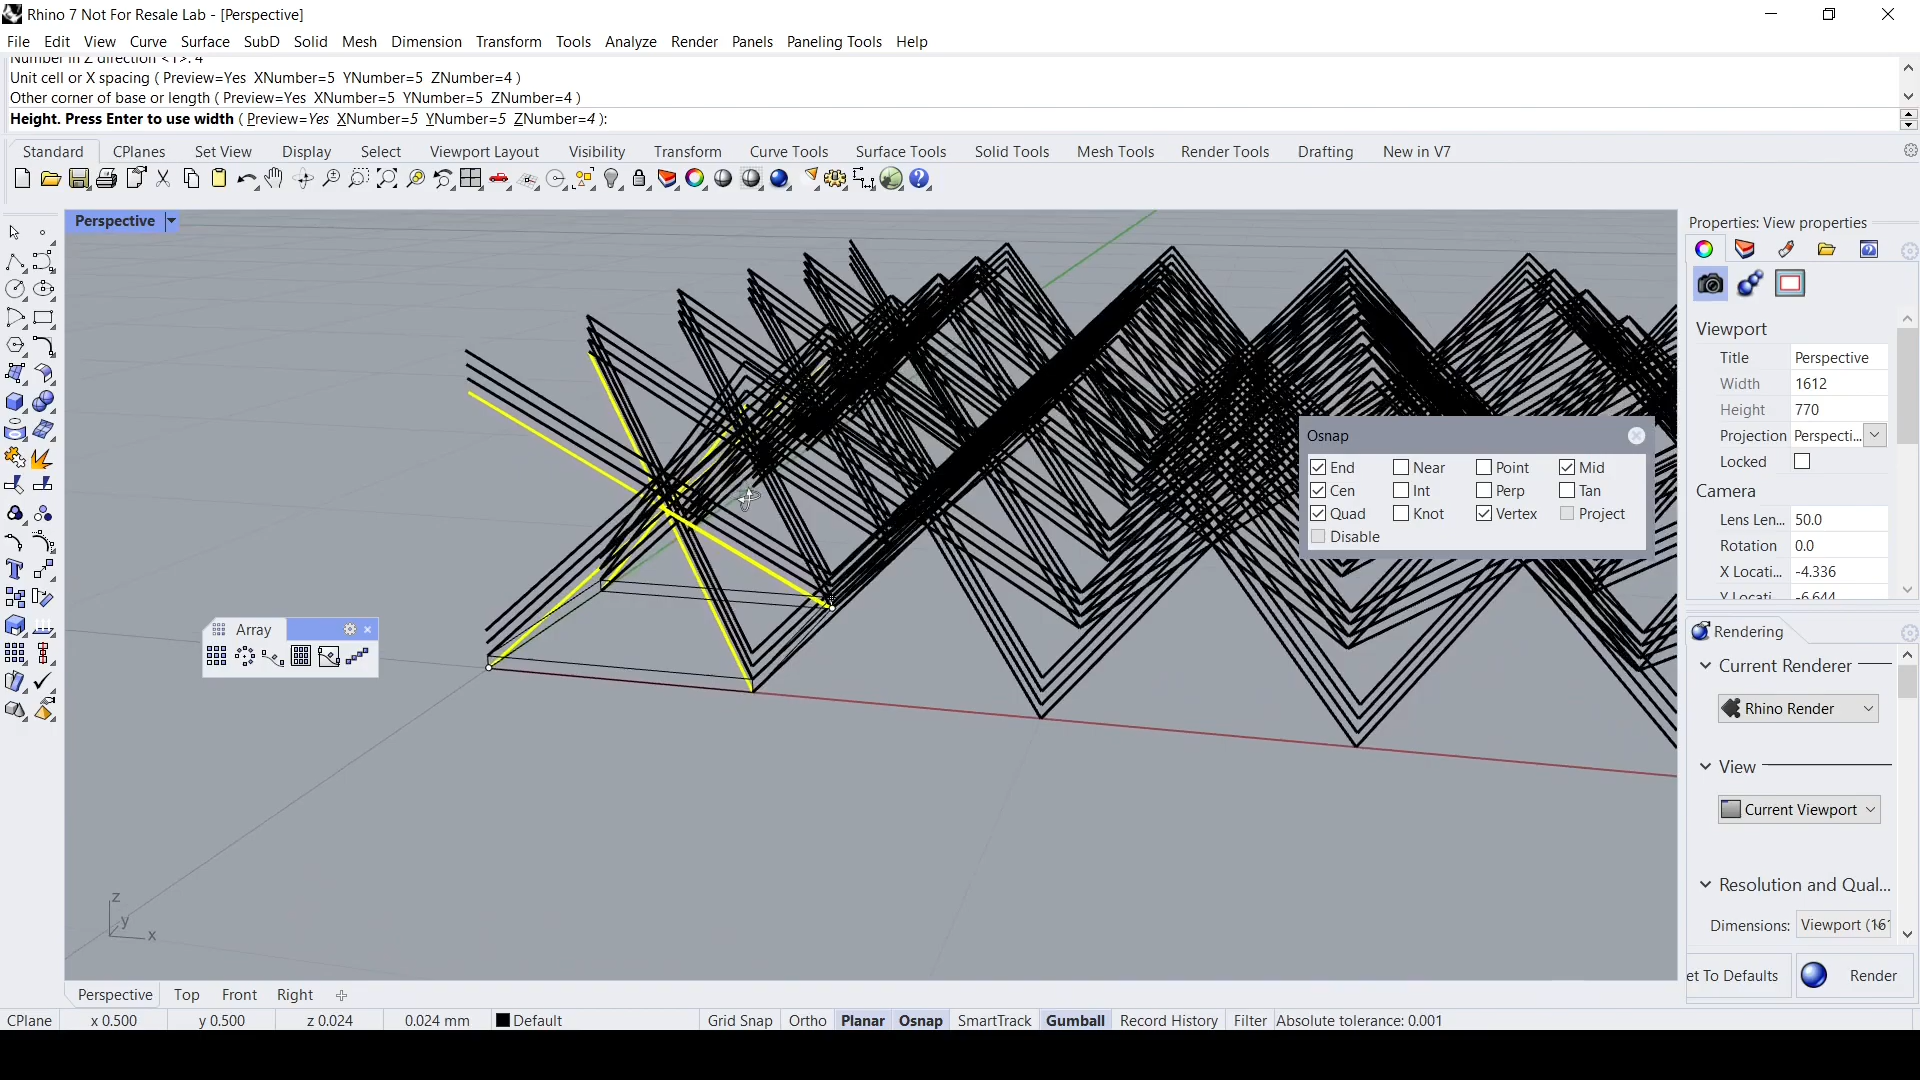 Rhino 7 Not For Resale Lab - [Perspective]
File Edit View Curve Surface SubD Solid Mesh Dimension Transform Tools Analyze Render Panels Paneling Tools Help
Number in Z direction <1>: 4
Unit cell or X spacing ( Preview=Yes XNumber=5 YNumber=5 ZNumber=4 )
Other corner of base or length ( Preview=Yes XNumber=5 YNumber=5 ZNumber=4 )
Height. Press Enter to use width ( Preview=Yes XNumber=5 YNumber=5 ZNumber=4 ):
Standard CPlanes Set View Display Select Viewport Layout Visibility Transform Curve Tools Surface Tools Solid Tools Mesh Tools Render Tools Drafting New in V7
Perspective
Properties: View properties
Viewport
Title Perspective
Width 1612
Height 770
Projection Perspecti...
Locked
Camera
Lens Len... 50.0
Rotation 0.0
X Locati... -4.336
Y Locati... -6.644
Osnap
End Near Point Mid
Cen Int Perp Tan
Quad Knot Vertex Project
Disable
Array
Rendering
Current Renderer
Rhino Render
View
Current Viewport
Resolution and Qual...
Dimensions: Viewport (161
et To Defaults Render
z
y
x
Perspective Top Front Right
CPlane x 0.500 y 0.500 z 0.024 0.024 mm Default Grid Snap Ortho Planar Osnap SmartTrack Gumball Record History Filter Absolute tolerance: 0.001